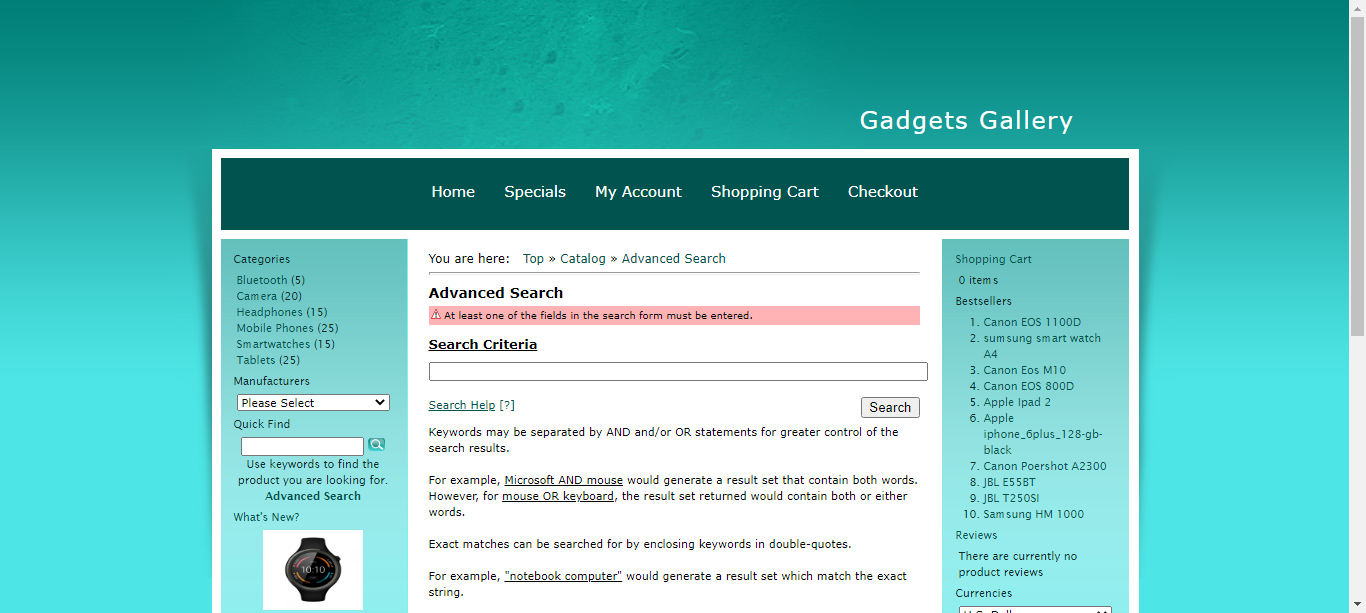 Gadgets Gallery
Home Specials My Account Shopping Cart Checkout
Categories
Bluetooth (5)
Camera (20)
Headphones (15)
Mobile Phones (25)
Smartwatches (15)
Tablets (25)
Manufacturers
Please Select
Quick Find
Use keywords to find the
product you are looking for.
Advanced Search
What's New?
10:10
You are here: Top » Catalog » Advanced Search
Advanced Search
At least one of the fields in the search form must be entered.
Search Criteria
Search Help [?]
Search
Keywords may be separated by AND and/or OR statements for greater control of the
search results.
For example, Microsoft AND mouse would generate a result set that contain both words.
However, for mouse OR keyboard, the result set returned would contain both or either
words.
Exact matches can be searched for by enclosing keywords in double-quotes.
For example, "notebook computer" would generate a result set which match the exact
string.
Shopping Cart
0 items
Bestsellers
1. Canon EOS 1100D
2. sumsung smart watch
A4
3. Canon Eos M10
4. Canon EOS 800D
5. Apple Ipad 2
6. Apple
iphone_6plus_128-gb-
black
7. Canon Poershot A2300
8. JBL E55BT
9. JBL T250SI
10. Samsung HM 1000
Reviews
There are currently no
product reviews
Currencies